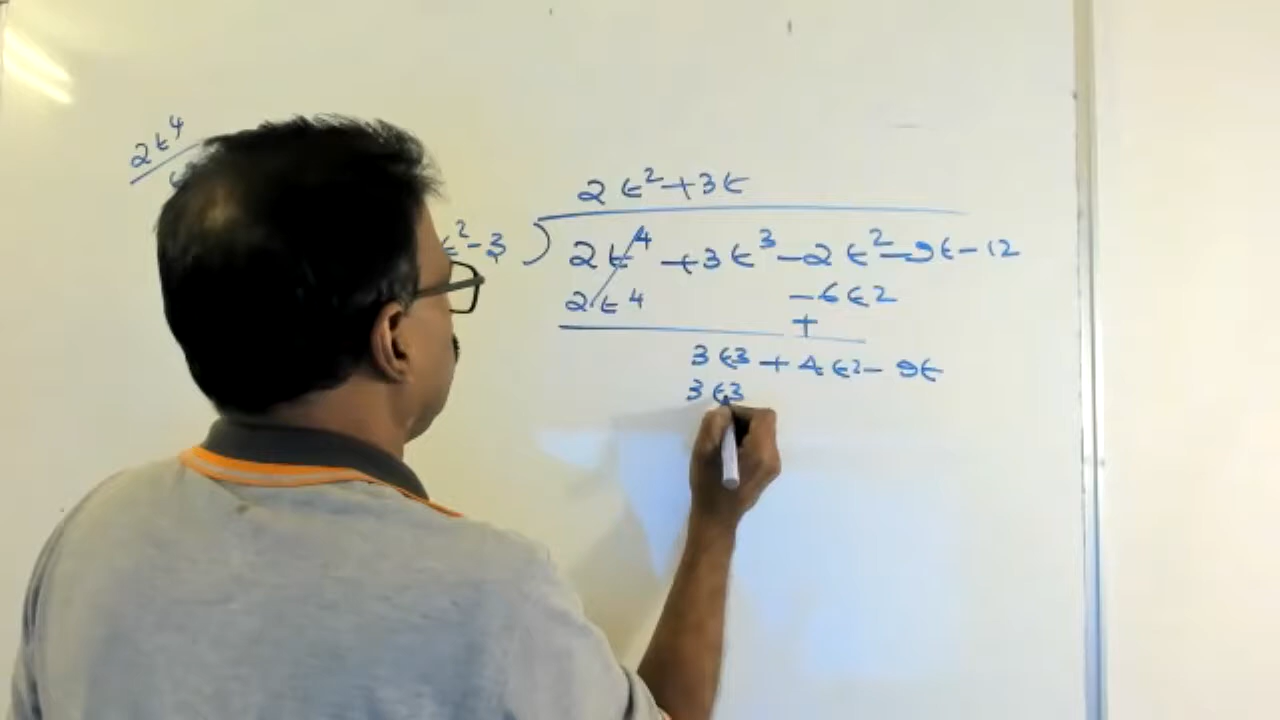 2t⁴
2t² + 3t
t² - 3 ) 2t⁴ + 3t³ - 2t² - 9t - 12
2t⁴ - 6t²
+
3t³ + 4t² - 9t
3t³